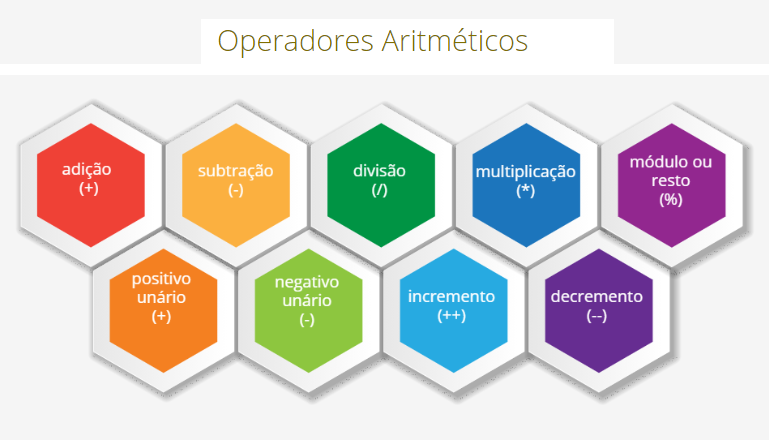 Operadores Aritméticos
adição
(+)
subtração
(-)
divisão
(/)
multiplicação
(*)
módulo ou
resto
(%)
positivo
unário
(+)
negativo
unário
(-)
incremento
(++)
decremento
(--)